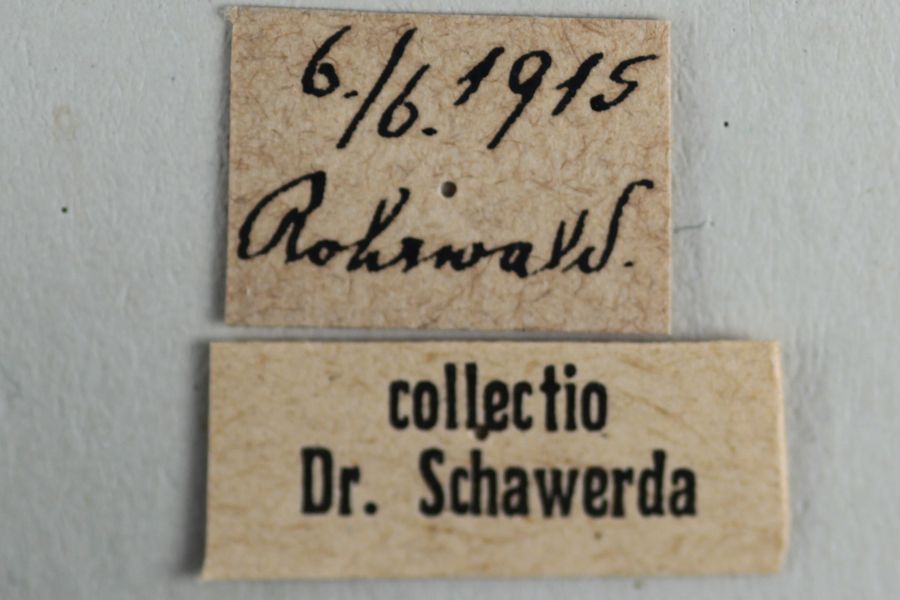 6./6. 1915
Rohrwald.
collectio
Dr. Schawerda